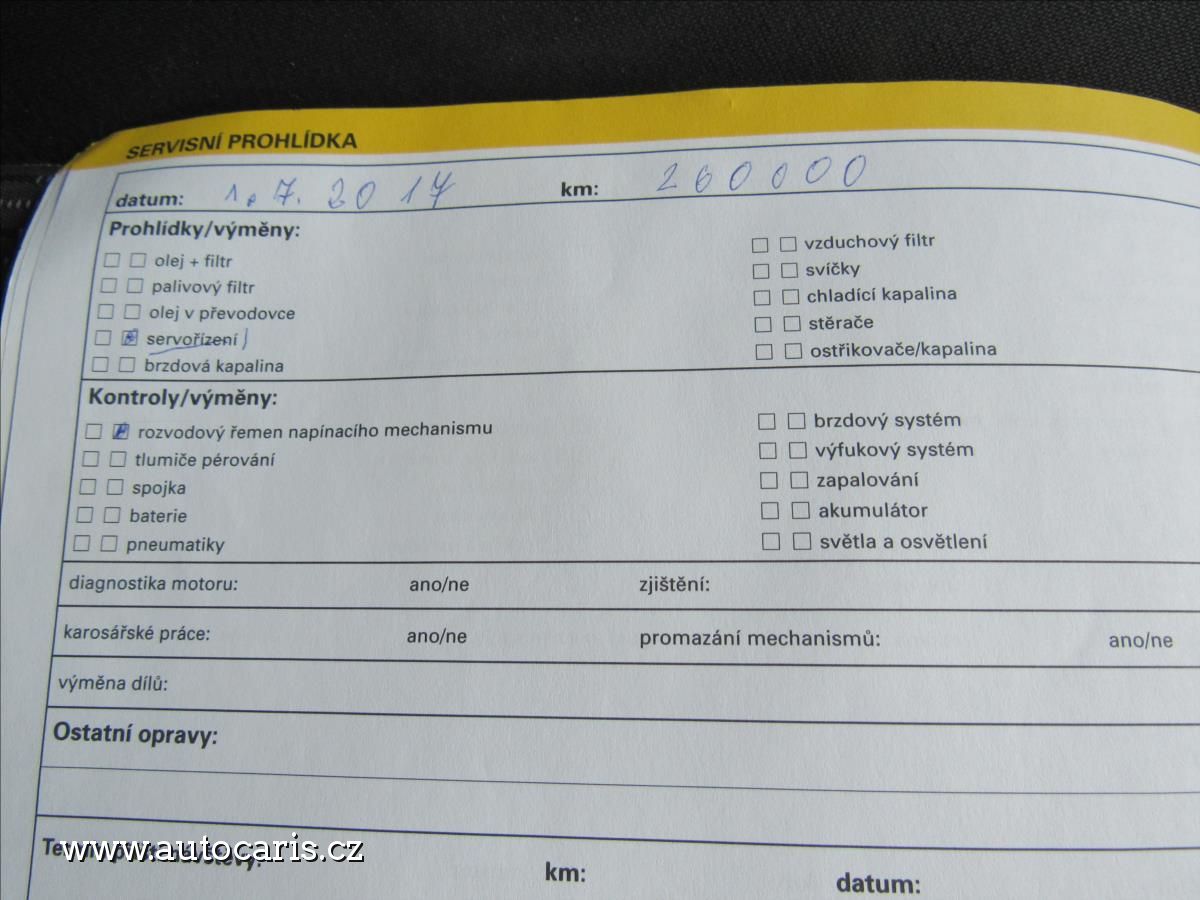 SERVISNÍ PROHLÍDKA
datum: 1.7.2017 km: 260000
Prohlídky/výměny:
olej + filtr
palivový filtr
olej v převodovce
servořízení
brzdová kapalina
vzduchový filtr
svíčky
chladící kapalina
stěrače
ostřikovače/kapalina
Kontroly/výměny:
rozvodový řemen napínacího mechanismu
tlumiče pérování
spojka
baterie
pneumatiky
brzdový systém
výfukový systém
zapalování
akumulátor
světla a osvětlení
diagnostika motoru: ano/ne zjištění:
karosářské práce: ano/ne promazání mechanismů: ano/ne
výměna dílů:
Ostatní opravy:
km: datum:
www.autocaris.cz